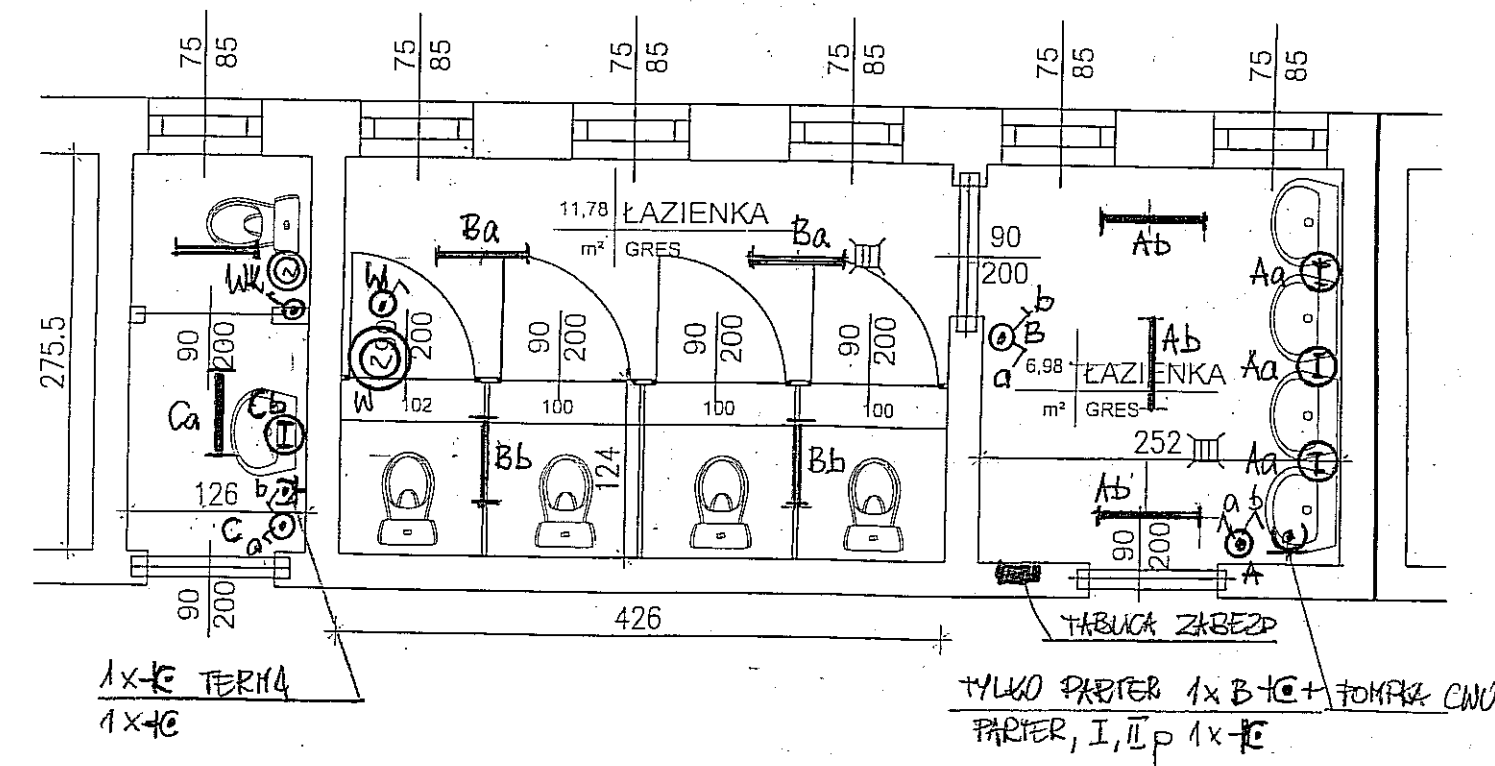 75 85
75 85
75 85
75 85
75 85
75 85
11,78 ŁAZIENKA
m² GRES
Ba
Ba
90
200
Ab
WK
2
W
b
B
a
Aa
I
275.5
90
200
200
90
200
90
200
90
200
Ab
6,98 ŁAZIENKA
m² GRES
Aa
I
W
102
100
100
100
Ca
Cb
I
Bb
124
Bb
252
Aa
I
126
b
C
a
Ab
a b
90
200
A
90
200
426
TABLICA ZABEZP
1x TERMA
1x
TYLKO PARTER 1x B + POMPKA CWU
PARTER, I, II p 1x